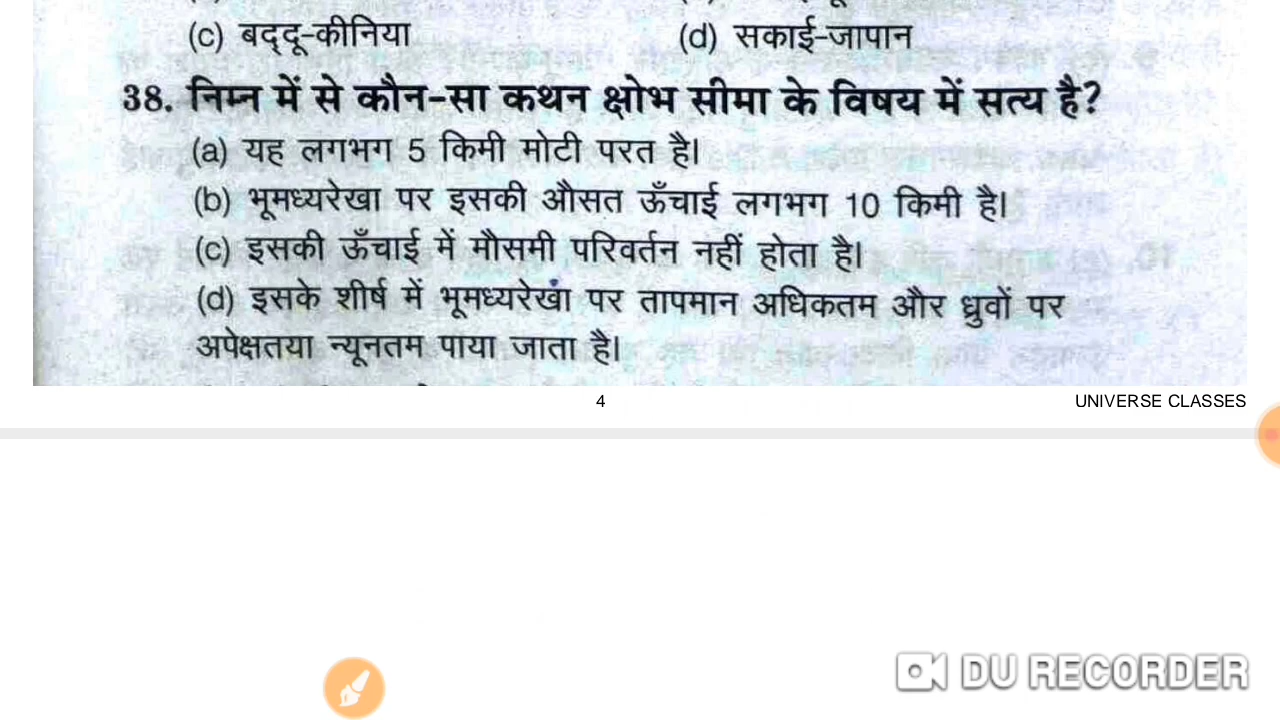 (c) बद्दू-कीनिया (d) सकाई-जापान
38. निम्न में से कौन-सा कथन क्षोभ सीमा के विषय में सत्य है?
(a) यह लगभग 5 किमी मोटी परत है।
(b) भूमध्यरेखा पर इसकी औसत ऊँचाई लगभग 10 किमी है।
(c) इसकी ऊँचाई में मौसमी परिवर्तन नहीं होता है।
(d) इसके शीर्ष में भूमध्यरेखा पर तापमान अधिकतम और ध्रुवों पर
अपेक्षतया न्यूनतम पाया जाता है।
4 UNIVERSE CLASSES
DU RECORDER